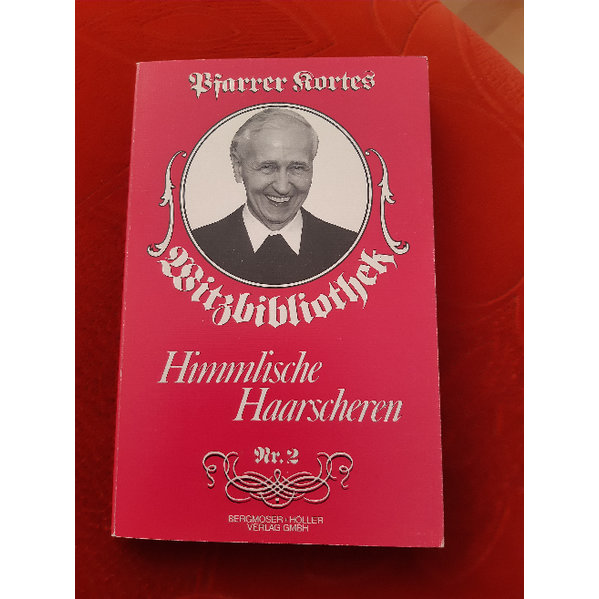 Pfarrer Kortes
Witzbibliothek
Himmlische
Haarscheren
Nr. 2
BERGMOSER + HÖLLER
VERLAG GMBH